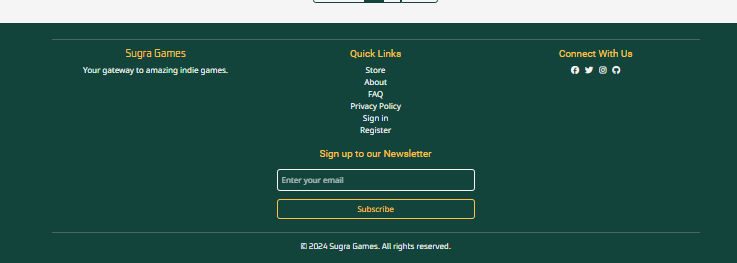 Sugra Games
Your gateway to amazing indie games.
Quick Links
Store
About
FAQ
Privacy Policy
Sign in
Register
Connect With Us
Sign up to our Newsletter
Enter your email
Subscribe
© 2024 Sugra Games. All rights reserved.